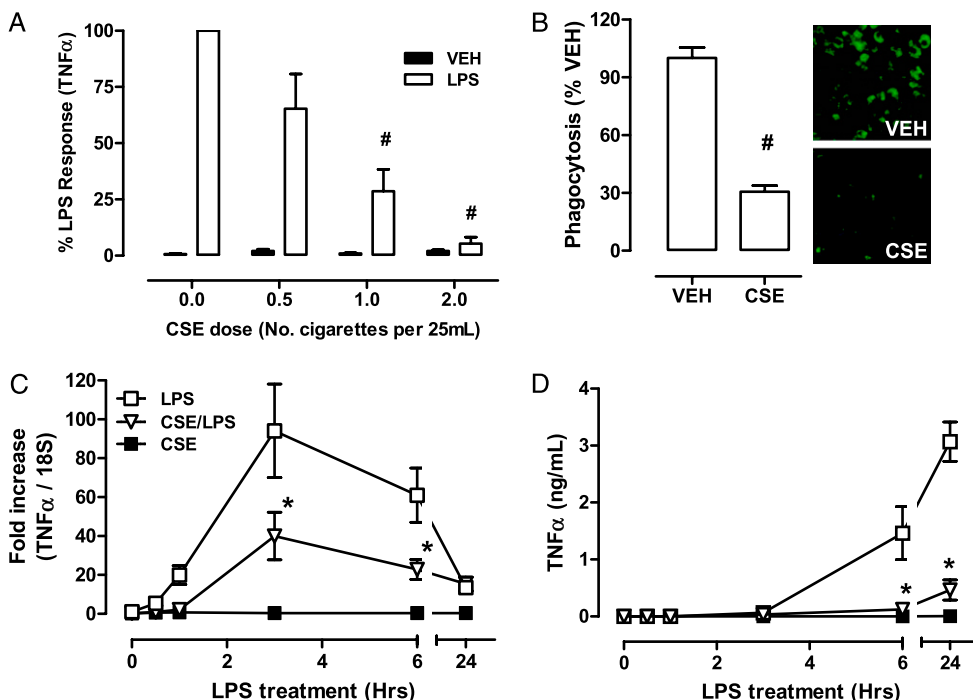 A
% LPS Response (TNFα)
100
75
50
25
0
VEH
LPS
#
#
0.0 0.5 1.0 2.0
CSE dose (No. cigarettes per 25mL)
B
Phagocytosis (% VEH)
120
90
60
30
0
#
VEH CSE
VEH
CSE
C
Fold increase
(TNFα / 18S)
120
100
80
60
40
20
0
LPS
CSE/LPS
CSE
*
*
0 2 4 6 24
LPS treatment (Hrs)
D
TNFα (ng/mL)
4
3
2
1
0
*
*
0 2 4 6 24
LPS treatment (Hrs)